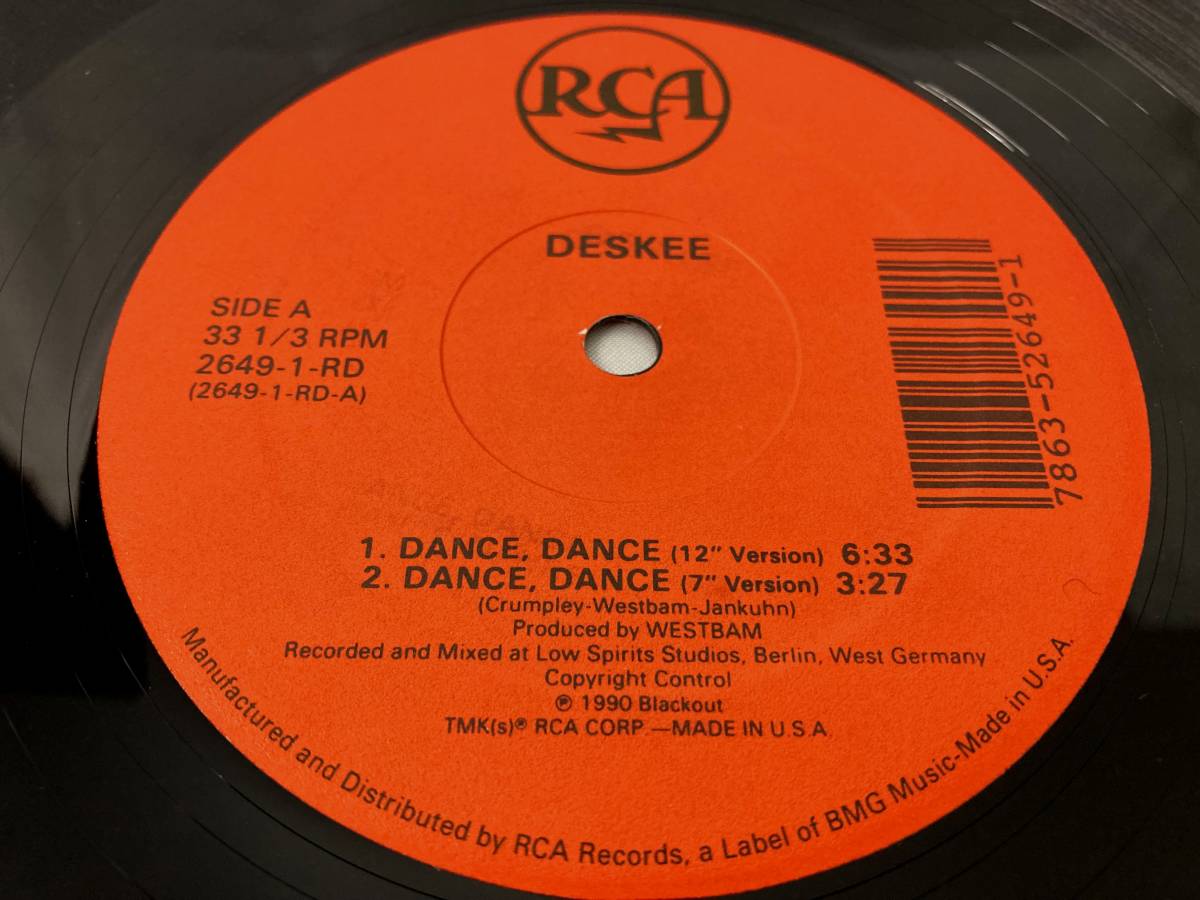 RCA
DESKEE
SIDE A
33 1/3 RPM
2649-1-RD
(2649-1-RD-A)
7863-52649-1
1. DANCE, DANCE (12" Version) 6:33
2. DANCE, DANCE (7" Version) 3:27
(Crumpley-Westbam-Jankuhn)
Produced by WESTBAM
Recorded and Mixed at Low Spirits Studios, Berlin, West Germany
Copyright Control
℗ 1990 Blackout
TMK(s)® RCA CORP.—MADE IN U.S.A.
Manufactured and Distributed by RCA Records, a Label of BMG Music-Made in U.S.A.